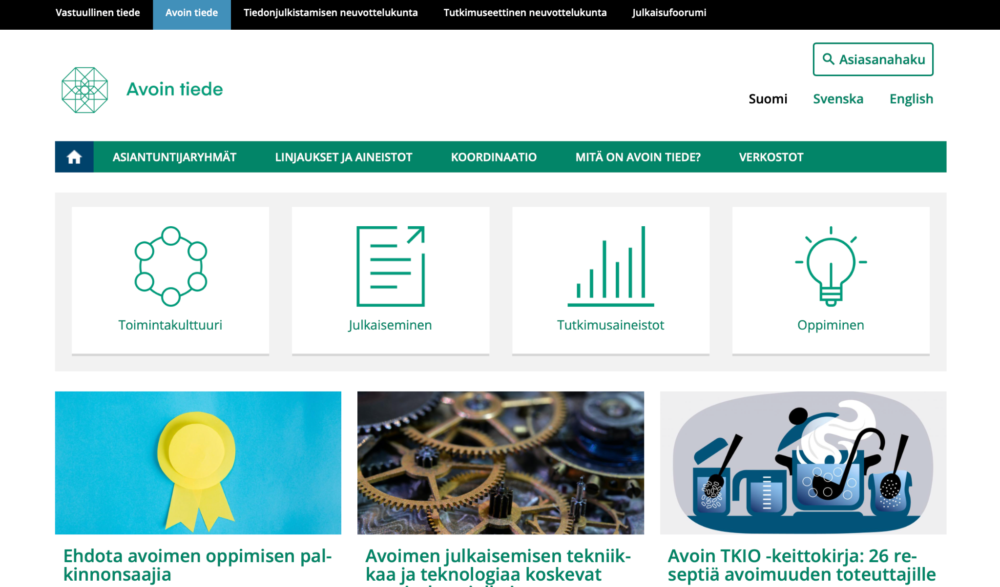 Vastuullinen tiede
Avoin tiede
Tiedonjulkistamisen neuvottelukunta
Tutkimuseettinen neuvottelukunta
Julkaisufoorumi
Asiasanahaku
Avoin tiede
Suomi
Svenska
English
ASIANTUNTIJARYHMÄT
LINJAUKSET JA AINEISTOT
KOORDINAATIO
MITÄ ON AVOIN TIEDE?
VERKOSTOT
Toimintakulttuuri
Julkaiseminen
Tutkimusaineistot
Oppiminen
Ehdota avoimen oppimisen pal-
kinnonsaajia
Avoimen julkaisemisen tekniik-
kaa ja teknologiaa koskevat
Avoin TKIO -keittokirja: 26 re-
septiä avoimuuden toteuttajille